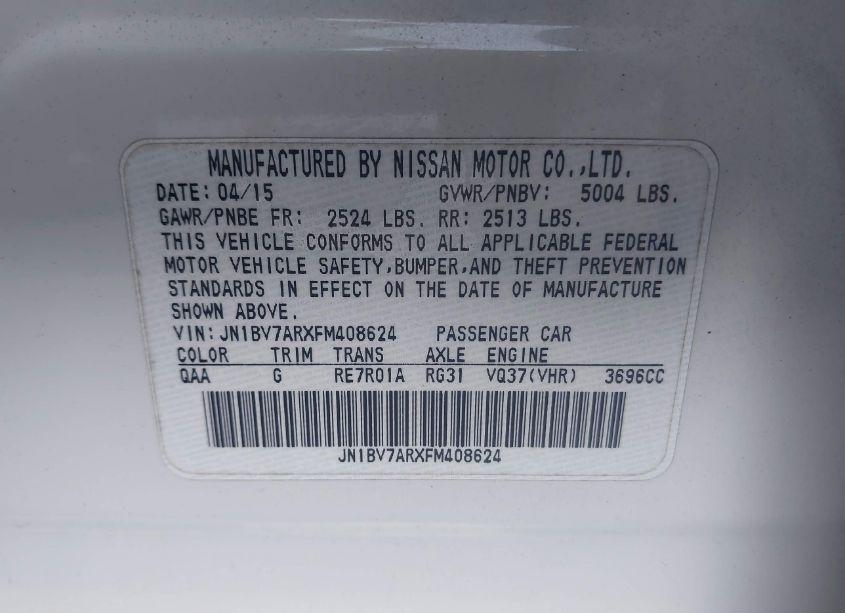 MANUFACTURED BY NISSAN MOTOR CO.,LTD.
DATE: 04/15 GVWR/PNBV: 5004 LBS.
GAWR/PNBE FR: 2524 LBS. RR: 2513 LBS.
THIS VEHICLE CONFORMS TO ALL APPLICABLE FEDERAL
MOTOR VEHICLE SAFETY,BUMPER,AND THEFT PREVENTION
STANDARDS IN EFFECT ON THE DATE OF MANUFACTURE
SHOWN ABOVE.
VIN: JN1BV7ARXFM408624 PASSENGER CAR
COLOR TRIM TRANS AXLE ENGINE
QAA G RE7R01A RG31 VQ37(VHR) 3696CC
JN1BV7ARXFM408624